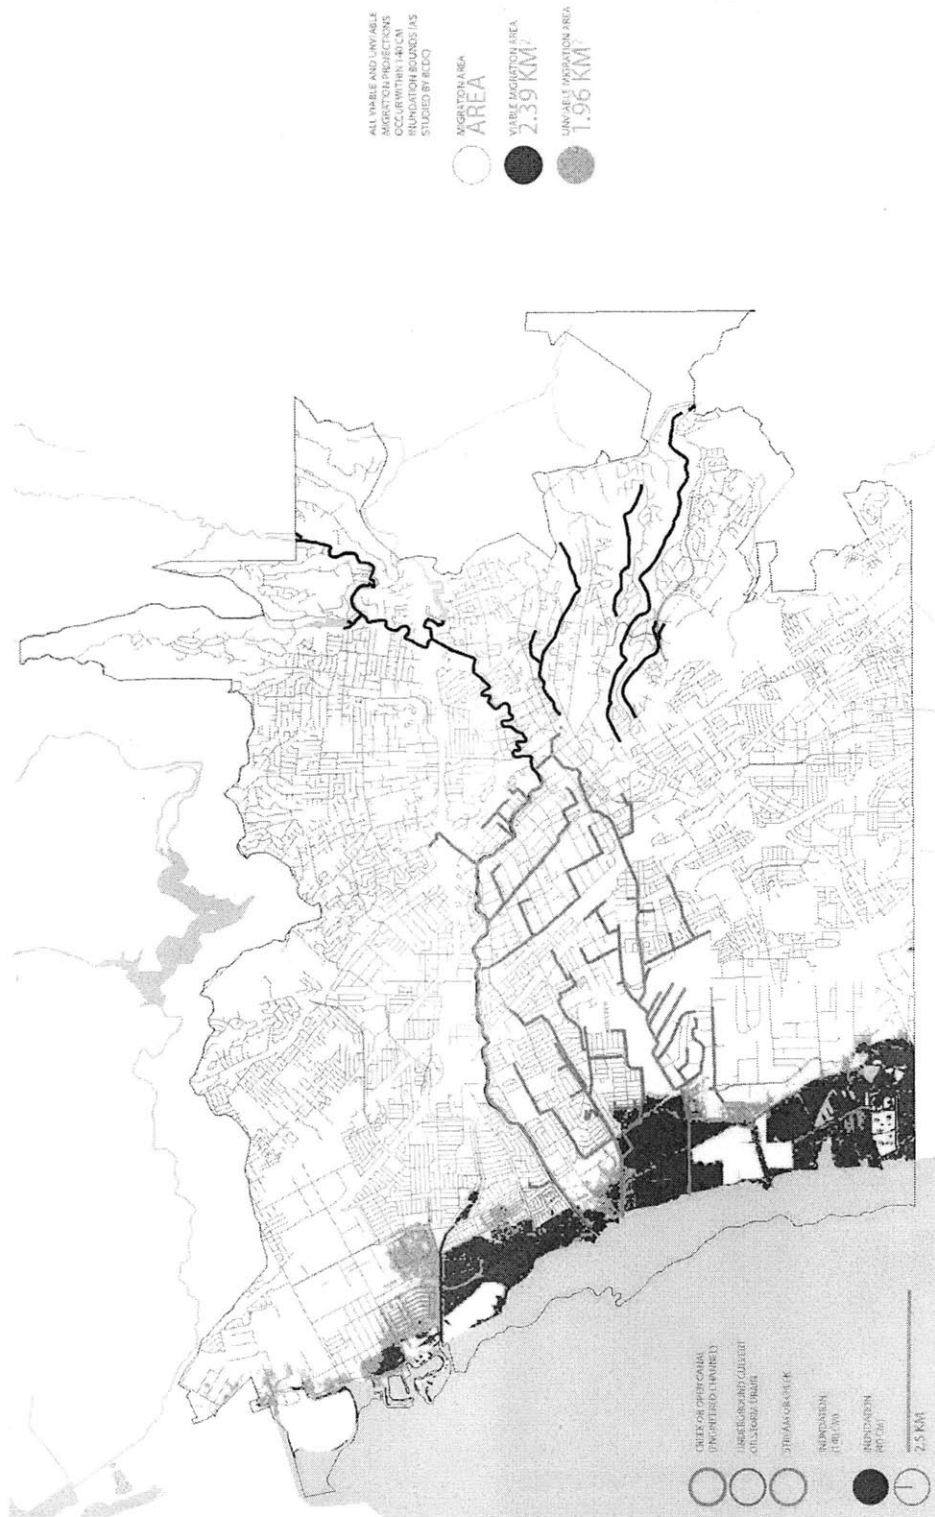 ALL VIABLE AND UNVIABLE
MIGRATION PROJECTIONS
OCCUR WITHIN 140 CM
INUNDATION BOUNDS (AS
STUDIED BY BCDC)
MIGRATION AREA
AREA
VIABLE MIGRATION AREA
2.39 KM²
UNVIABLE MIGRATION AREA
1.96 KM²
CREEK OR OPEN CANAL
(ENGINEERED CHANNEL)
UNDERGROUND CULVERT
OR STORM DRAIN
STREAM OR CREEK
INUNDATION
(140 CM)
INUNDATION
(40 CM)
2.5 KM